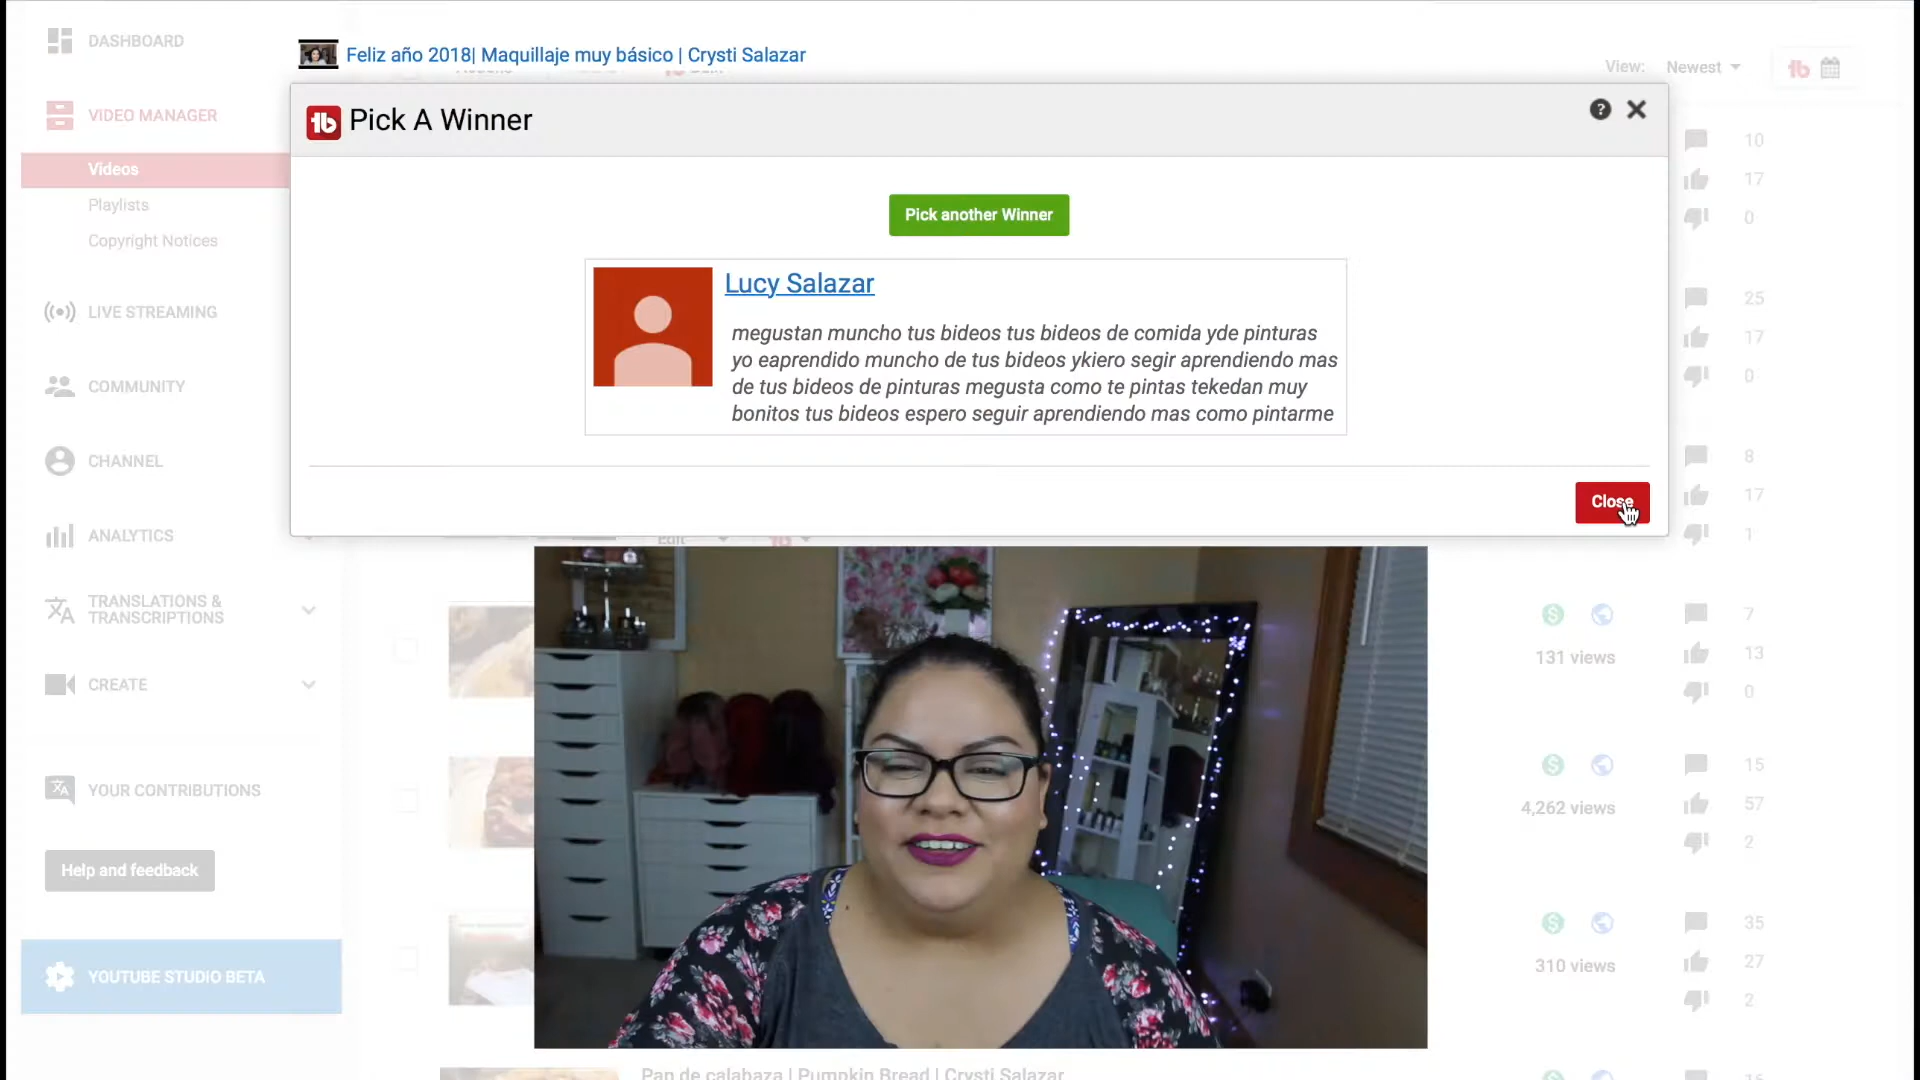 DASHBOARD
Feliz año 2018| Maquillaje muy básico | Crysti Salazar
View: Newest
VIDEO MANAGER
Pick A Winner
Videos
Playlists
Copyright Notices
Pick another Winner
Lucy Salazar
megustan muncho tus bideos tus bideos de comida yde pinturas
yo eaprendido muncho de tus bideos ykiero segir aprendiendo mas
de tus bideos de pinturas megusta como te pintas tekedan muy
bonitos tus bideos espero seguir aprendiendo mas como pintarme
Close
LIVE STREAMING
COMMUNITY
CHANNEL
ANALYTICS
TRANSLATIONS &
TRANSCRIPTIONS
CREATE
YOUR CONTRIBUTIONS
Help and feedback
YOUTUBE STUDIO BETA
10
17
0
25
17
0
8
17
1
7
131 views
13
0
15
4,262 views
57
2
35
310 views
27
2
Pan de calabaza | Pumpkin Bread | Crysti Salazar